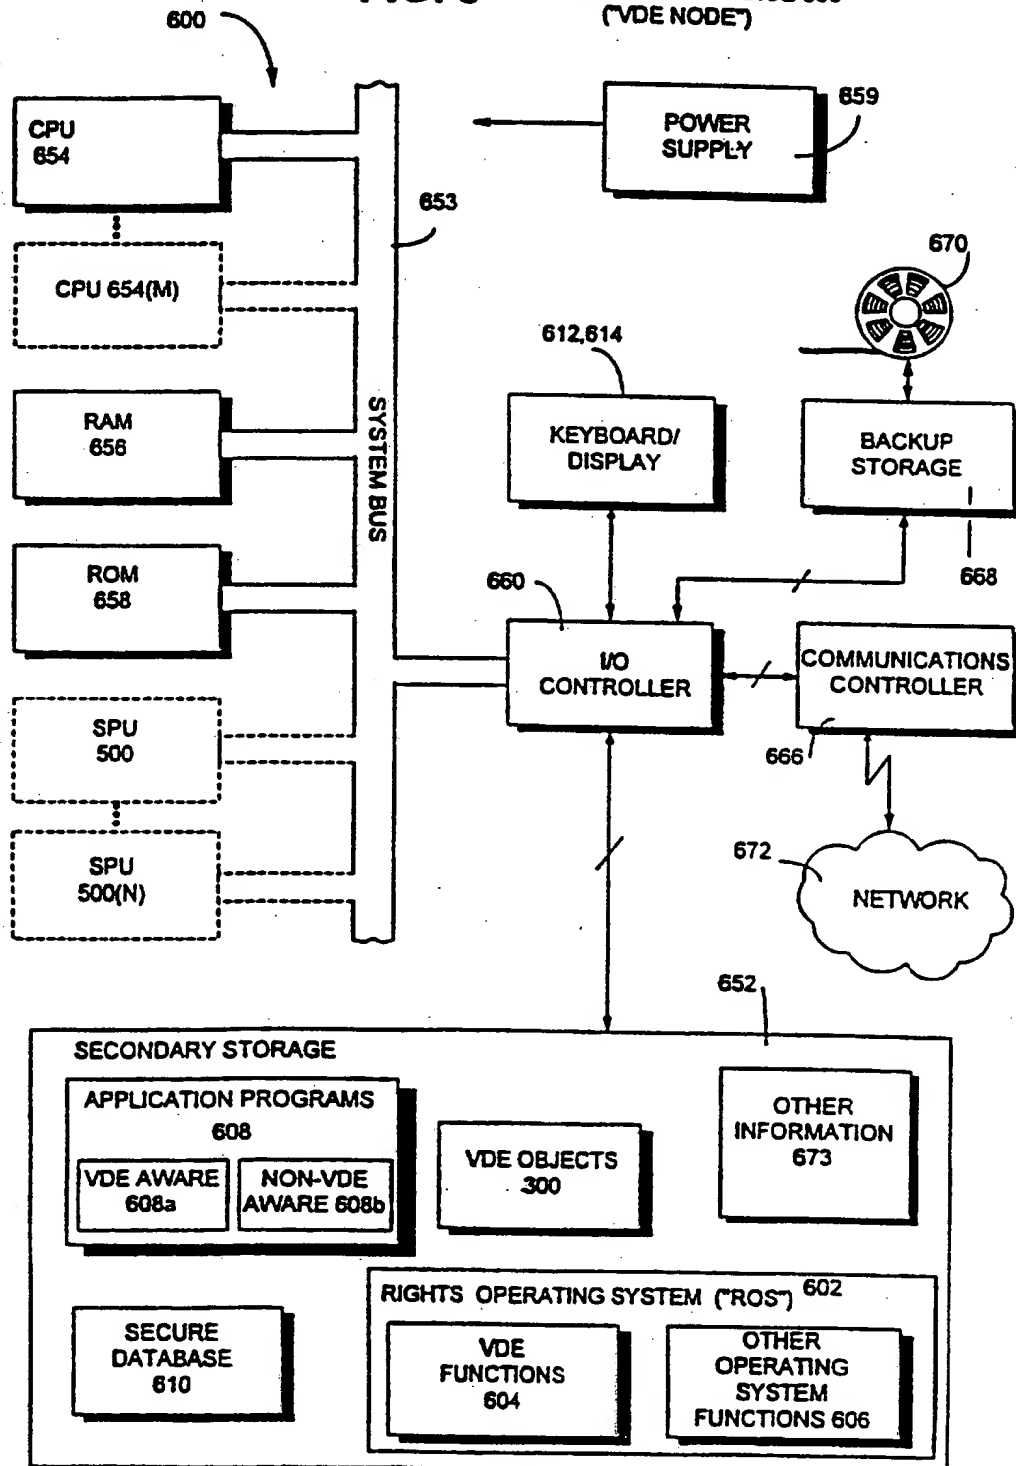 600
("VDE NODE")
CPU
654
POWER
SUPPLY
659
653
CPU 654(M)
670
612,614
RAM
656
SYSTEM BUS
KEYBOARD/
DISPLAY
BACKUP
STORAGE
668
ROM
658
660
I/O
CONTROLLER
COMMUNICATIONS
CONTROLLER
666
SPU
500
SPU
500(N)
672
NETWORK
652
SECONDARY STORAGE
APPLICATION PROGRAMS
608
VDE AWARE
608a
NON-VDE
AWARE 608b
VDE OBJECTS
300
OTHER
INFORMATION
673
RIGHTS OPERATING SYSTEM ("ROS") 602
SECURE
DATABASE
610
VDE
FUNCTIONS
604
OTHER
OPERATING
SYSTEM
FUNCTIONS 606